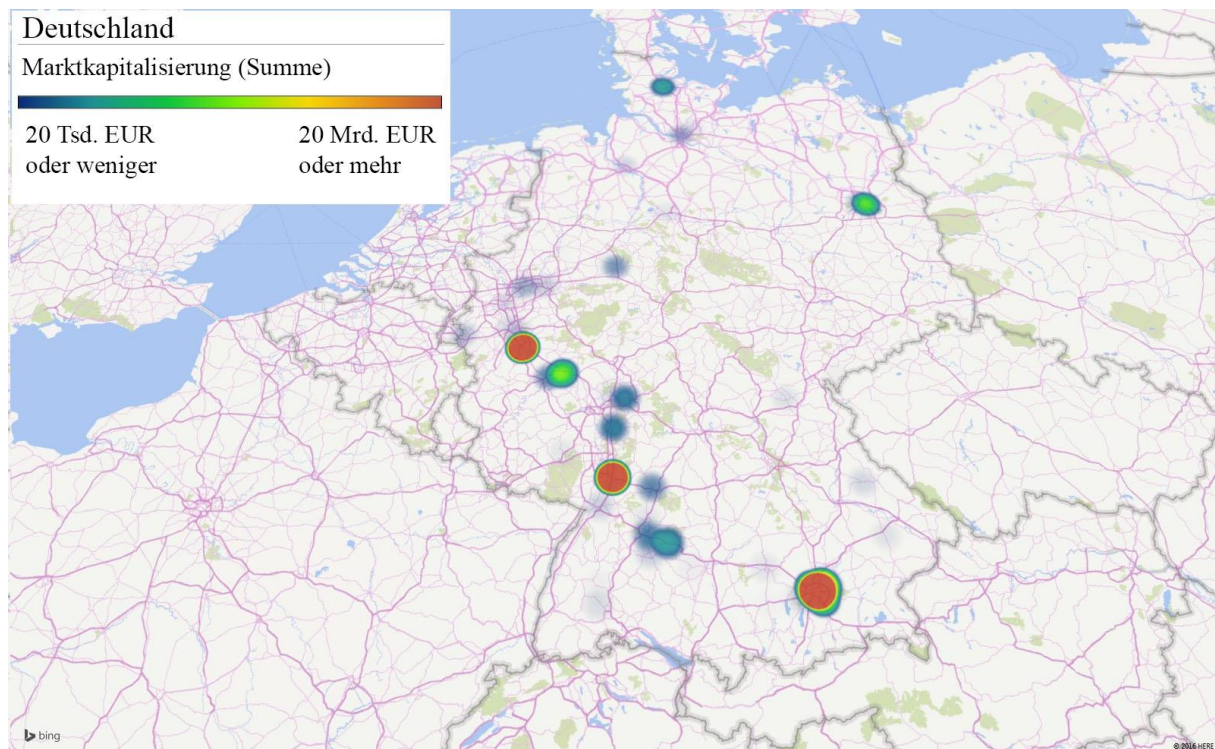 Deutschland
Marktkapitalisierung (Summe)
20 Tsd. EUR 20 Mrd. EUR
oder weniger oder mehr
bing
© 2016 HERE